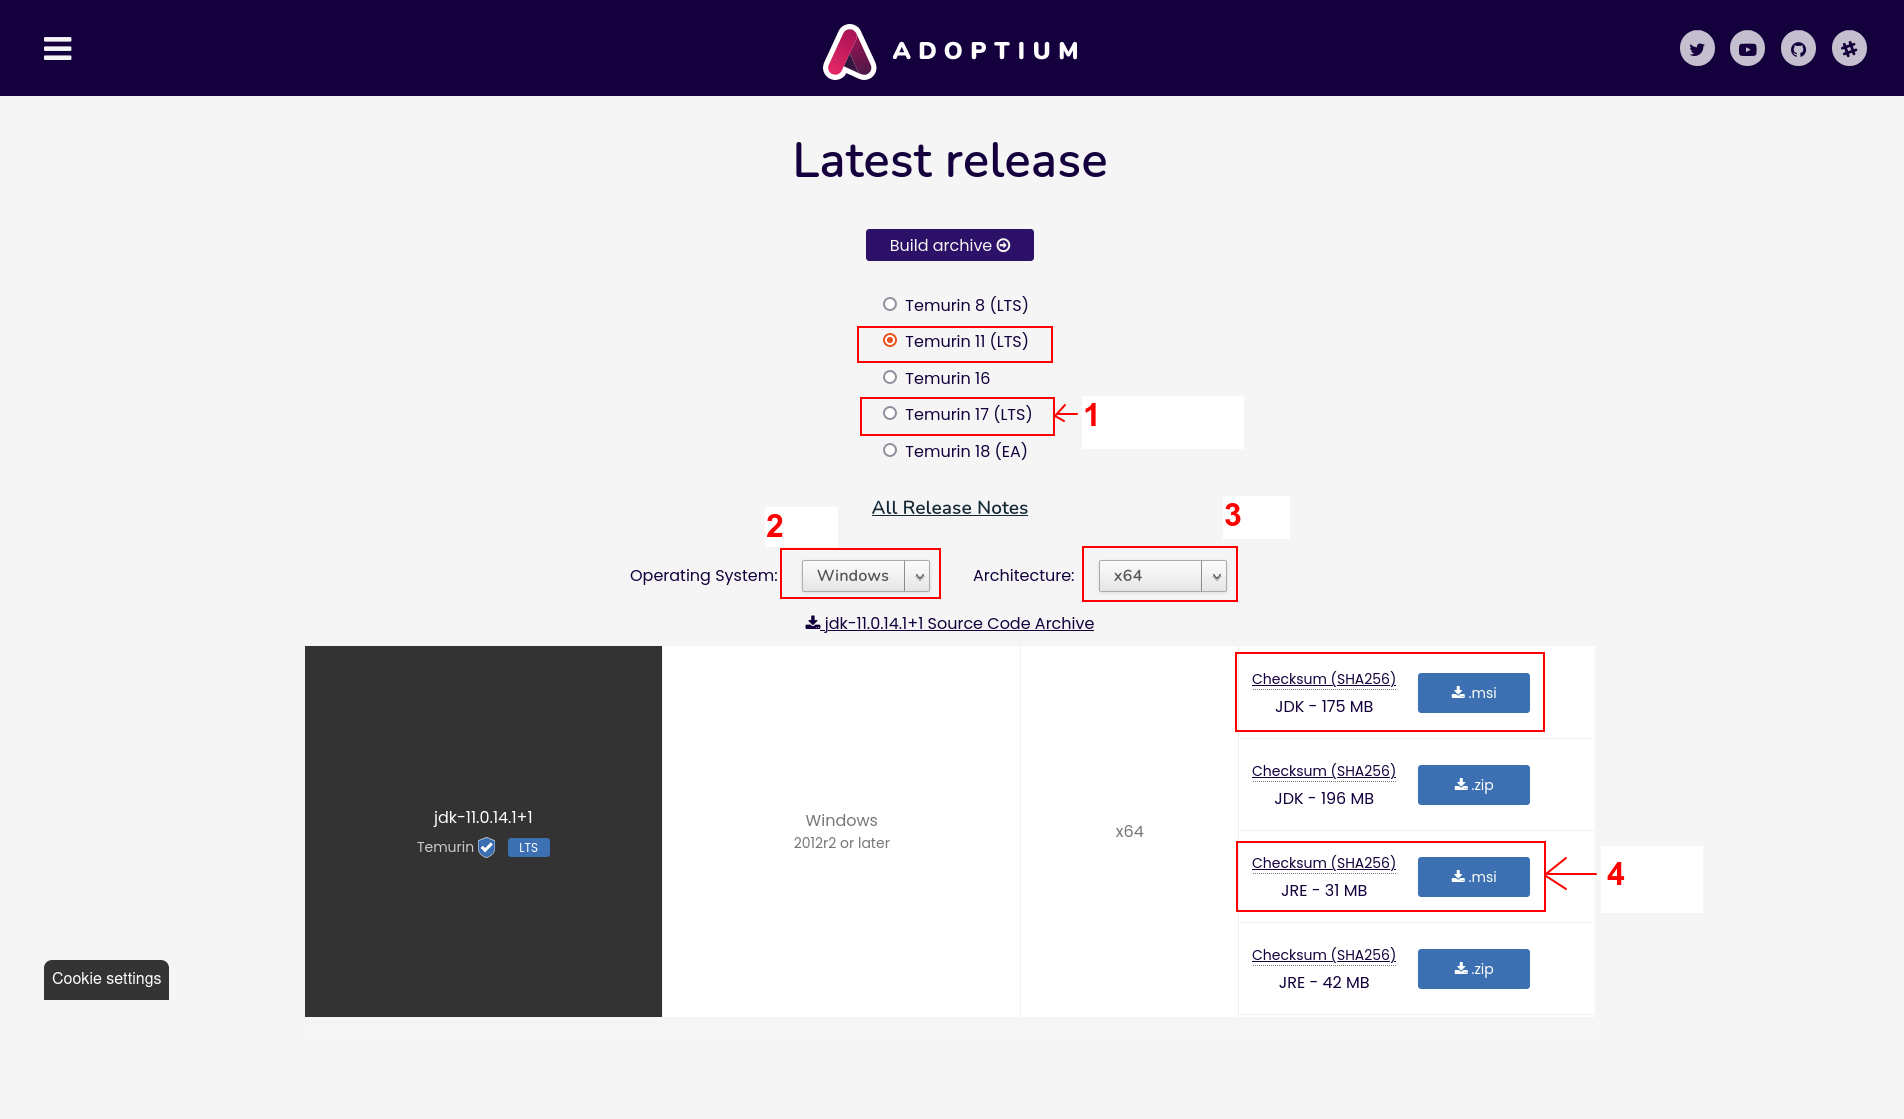 ADOPTIUM
Latest release
Build archive
Temurin 8 (LTS)
Temurin 11 (LTS)
Temurin 16
Temurin 17 (LTS)
1
Temurin 18 (EA)
All Release Notes
2
3
Operating System: Windows Architecture: x64
jdk-11.0.14.1+1 Source Code Archive
jdk-11.0.14.1+1
Temurin LTS
Windows
2012r2 or later
x64
Checksum (SHA256)
JDK - 175 MB
.msi
Checksum (SHA256)
JDK - 196 MB
.zip
Checksum (SHA256)
JRE - 31 MB
.msi
4
Checksum (SHA256)
JRE - 42 MB
.zip
Cookie settings